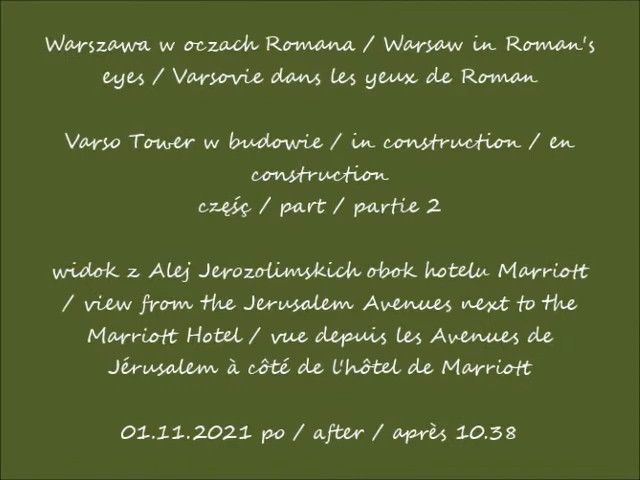 Warszawa w oczach Romana / Warsaw in Roman's
eyes / Varsovie dans les yeux de Roman
Varso Tower w budowie / in construction / en
construction
częśç / part / partie 2
widok z Alej Jerozolimskich obok hotelu Marriott
/ view from the Jerusalem Avenues next to the
Marriott Hotel / vue depuis les Avenues de
Jérusalem à côté de l'hôtel de Marriott
01.11.2021 po / after / après 10.38